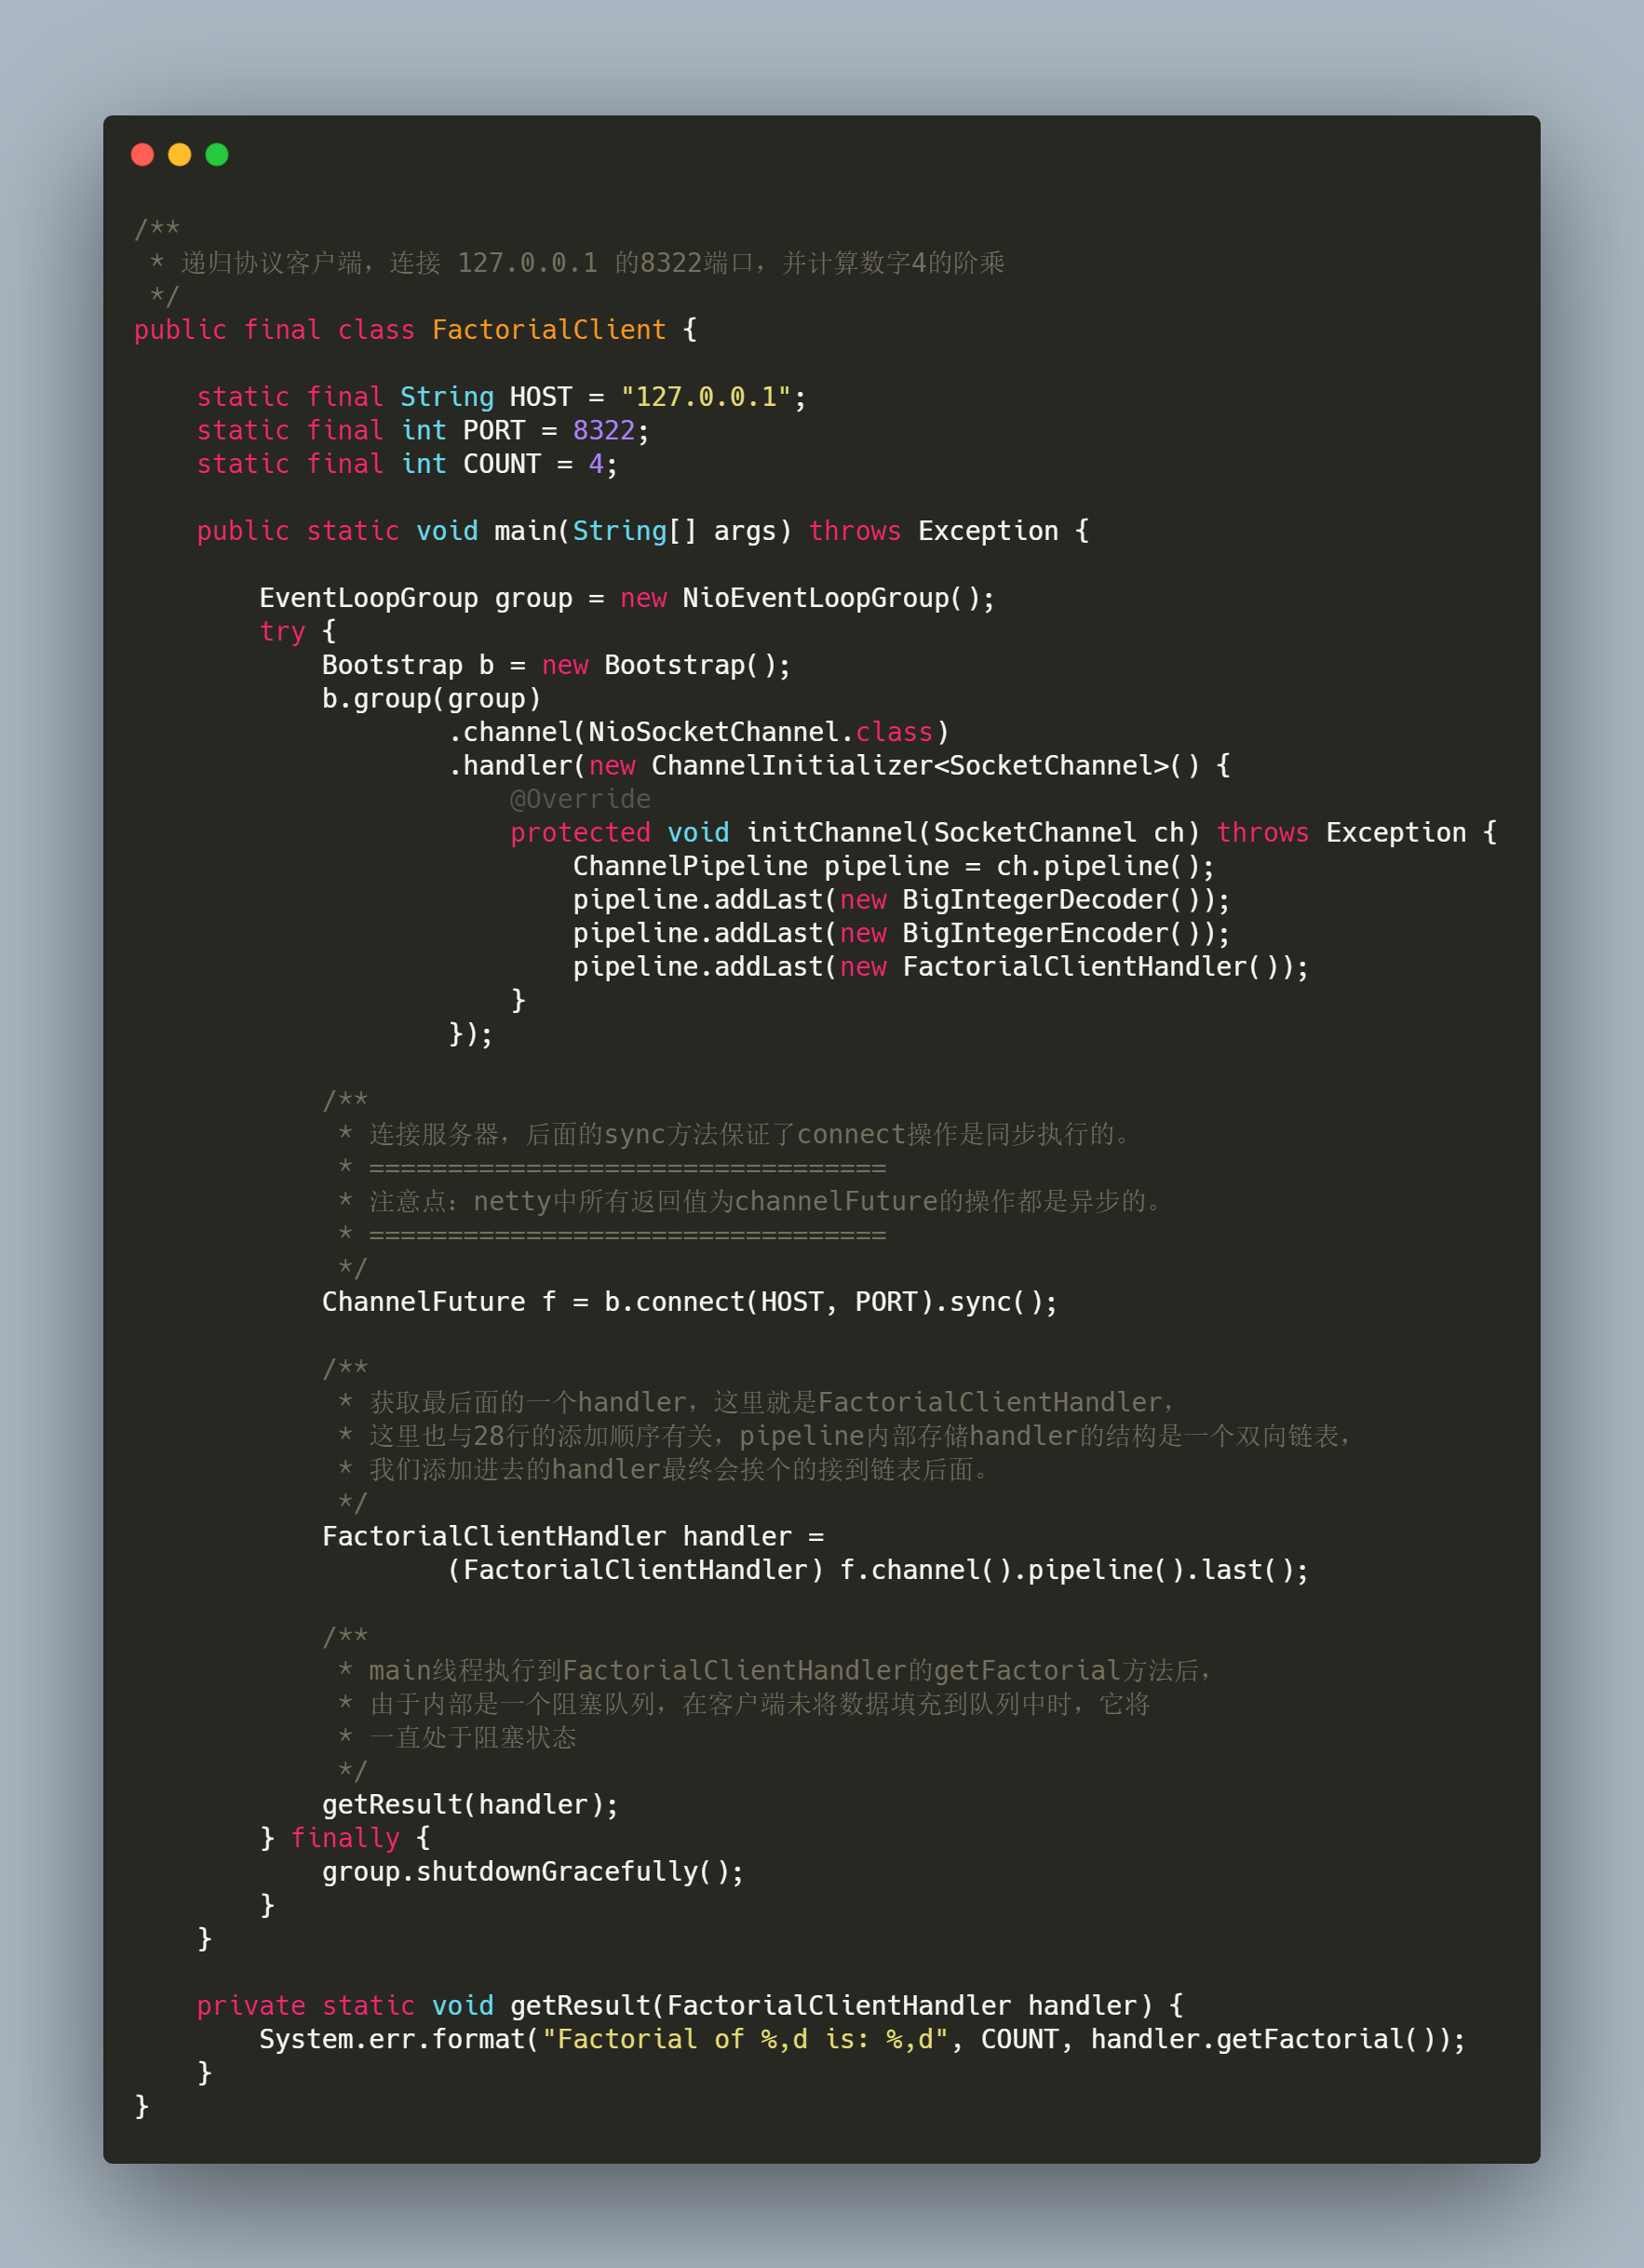 /**
 * 递归协议客户端，连接 127.0.0.1 的8322端口，并计算数字4的阶乘
 */
public final class FactorialClient {

    static final String HOST = "127.0.0.1";
    static final int PORT = 8322;
    static final int COUNT = 4;

    public static void main(String[] args) throws Exception {

        EventLoopGroup group = new NioEventLoopGroup();
        try {
            Bootstrap b = new Bootstrap();
            b.group(group)
                    .channel(NioSocketChannel.class)
                    .handler(new ChannelInitializer<SocketChannel>() {
                        @Override
                        protected void initChannel(SocketChannel ch) throws Exception {
                            ChannelPipeline pipeline = ch.pipeline();
                            pipeline.addLast(new BigIntegerDecoder());
                            pipeline.addLast(new BigIntegerEncoder());
                            pipeline.addLast(new FactorialClientHandler());
                        }
                    });

            /**
             * 连接服务器，后面的sync方法保证了connect操作是同步执行的。
             * =================================
             * 注意点：netty中所有返回值为channelFuture的操作都是异步的。
             * =================================
             */
            ChannelFuture f = b.connect(HOST, PORT).sync();

            /**
             * 获取最后面的一个handler，这里就是FactorialClientHandler，
             * 这里也与28行的添加顺序有关，pipeline内部存储handler的结构是一个双向链表，
             * 我们添加进去的handler最终会挨个的接到链表后面。
             */
            FactorialClientHandler handler =
                    (FactorialClientHandler) f.channel().pipeline().last();

            /**
             * main线程执行到FactorialClientHandler的getFactorial方法后，
             * 由于内部是一个阻塞队列，在客户端未将数据填充到队列中时，它将
             * 一直处于阻塞状态
             */
            getResult(handler);
        } finally {
            group.shutdownGracefully();
        }
    }

    private static void getResult(FactorialClientHandler handler) {
        System.err.format("Factorial of %,d is: %,d", COUNT, handler.getFactorial());
    }
}